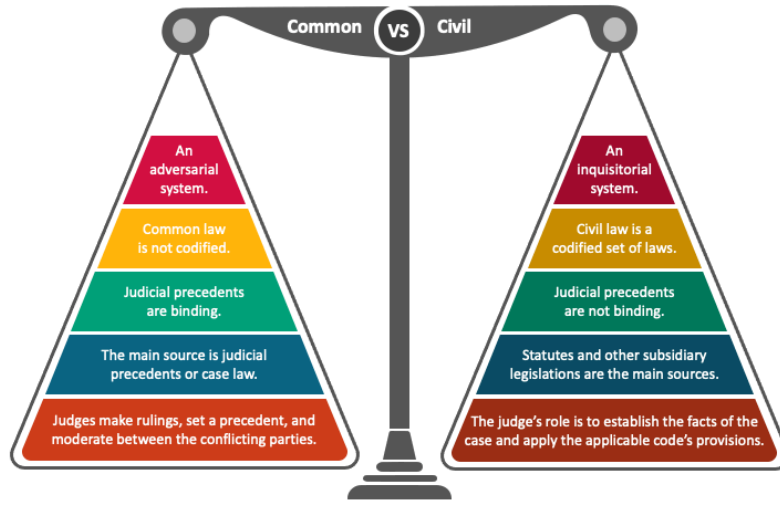 Common VS Civil
An
adversarial
system.
Common law
is not codified.
Judicial precedents
are binding.
The main source is judicial
precedents or case law.
Judges make rulings, set a precedent, and
moderate between the conflicting parties.
An
inquisitorial
system.
Civil law is a
codified set of laws.
Judicial precedents
are not binding.
Statutes and other subsidiary
legislations are the main sources.
The judge’s role is to establish the facts of the
case and apply the applicable code’s provisions.